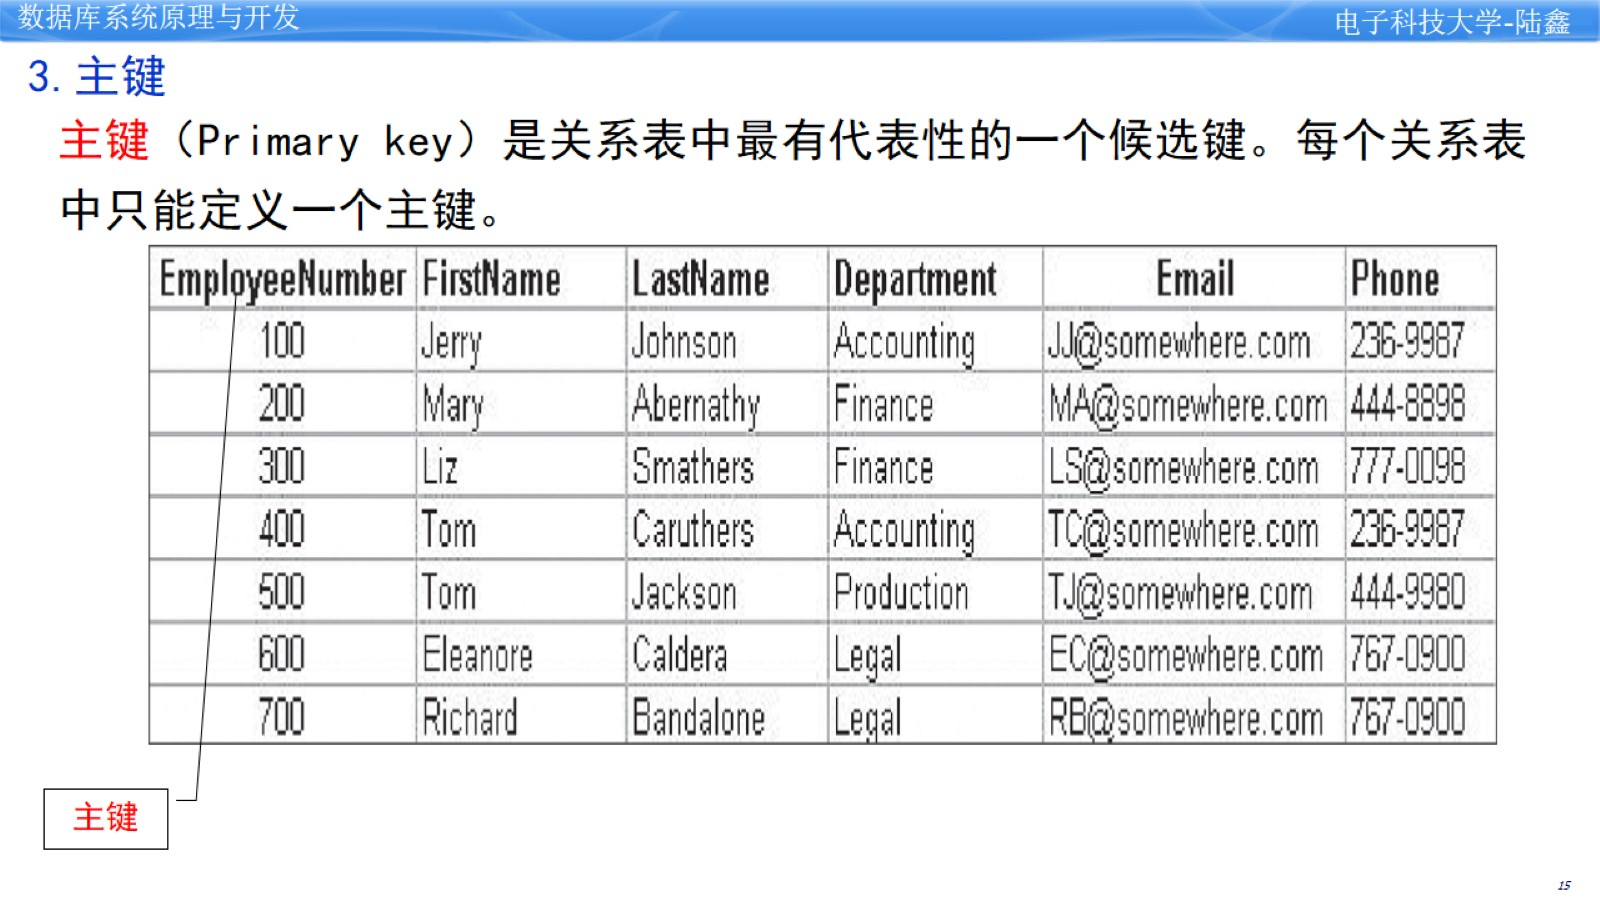 数据库系统原理与开发
电子科技大学-陆鑫
3. 主键
主键（Primary key）是关系表中最有代表性的一个候选键。每个关系表
中只能定义一个主键。
EmployeeNumber FirstName LastName Department Email Phone
100 Jerry Johnson Accounting JJ@somewhere.com 236-9987
200 Mary Abernathy Finance MA@somewhere.com 444-8898
300 Liz Smathers Finance LS@somewhere.com 777-0098
400 Tom Caruthers Accounting TC@somewhere.com 236-9987
500 Tom Jackson Production TJ@somewhere.com 444-9980
600 Eleanore Caldera Legal EC@somewhere.com 767-0900
700 Richard Bandalone Legal RB@somewhere.com 767-0900
主键
15